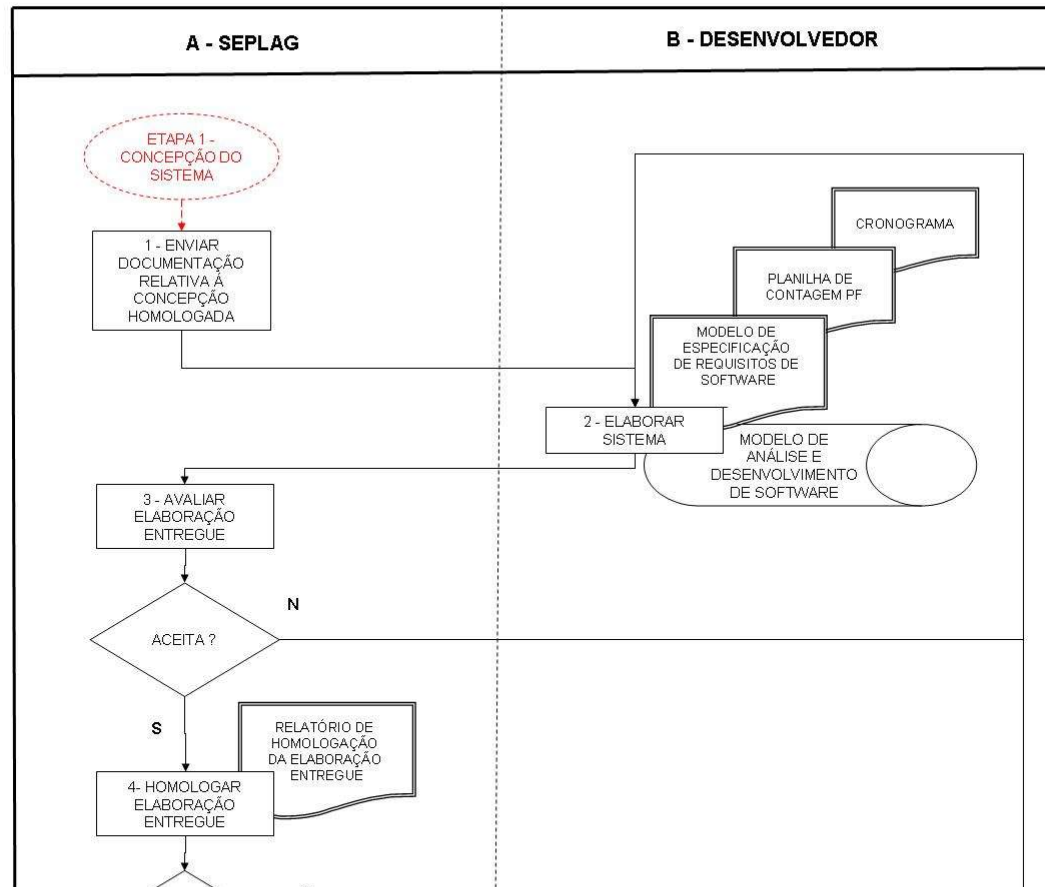 A - SEPLAG
B - DESENVOLVEDOR
ETAPA 1 -
CONCEPÇÃO DO
SISTEMA
1 - ENVIAR
DOCUMENTAÇÃO
RELATIVA À
CONCEPÇÃO
HOMOLOGADA
CRONOGRAMA
PLANILHA DE
CONTAGEM PF
MODELO DE
ESPECIFICAÇÃO
DE REQUISITOS DE
SOFTWARE
2 - ELABORAR
SISTEMA
MODELO DE
ANÁLISE E
DESENVOLVIMENTO
DE SOFTWARE
3 - AVALIAR
ELABORAÇÃO
ENTREGUE
N
ACEITA ?
S
RELATÓRIO DE
HOMOLOGAÇÃO
DA ELABORAÇÃO
ENTREGUE
4- HOMOLOGAR
ELABORAÇÃO
ENTREGUE